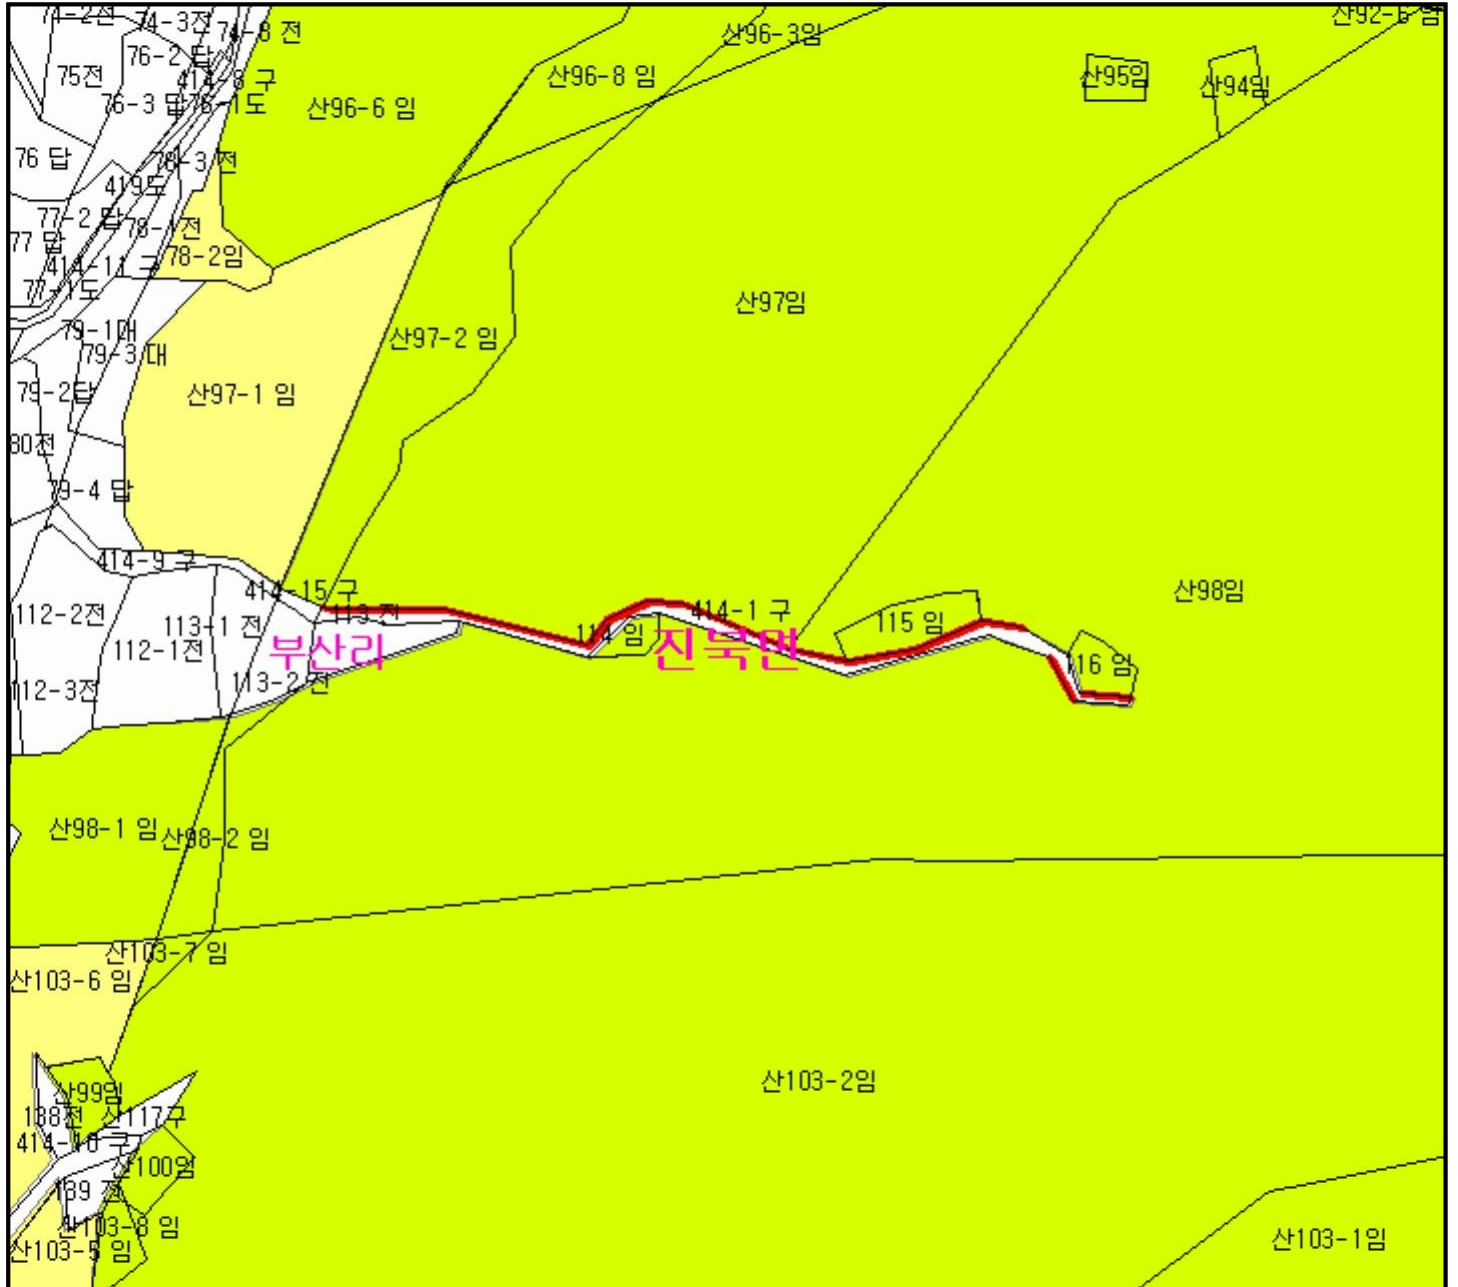 74-2전
74-3전
74-8 전
산96-3임
산92-6 임
76-2 답
75전
414-8 구
산96-8 임
산95임
산94임
76-3 답
76-1도
산96-6 임
76 답
78-3 전
419도
77-2 답
78-1전
77 답
78-2임
414-11 구
77-1도
산97임
79-1대
79-3 대
산97-2 임
79-2답
산97-1 임
80전
79-4 답
414-9 구
414-15 구
산98임
112-2전
113 전
414-1 구
115 임
113-1 전
114 임
112-1전
부산리
진북면
116 임
112-3전
113-2 전
산98-1 임
산98-2 임
산103-7 임
산103-6 임
산103-2임
산99임
138전
산117구
414-10 구
산100임
139 전
산103-8 임
산103-5 임
산103-1임